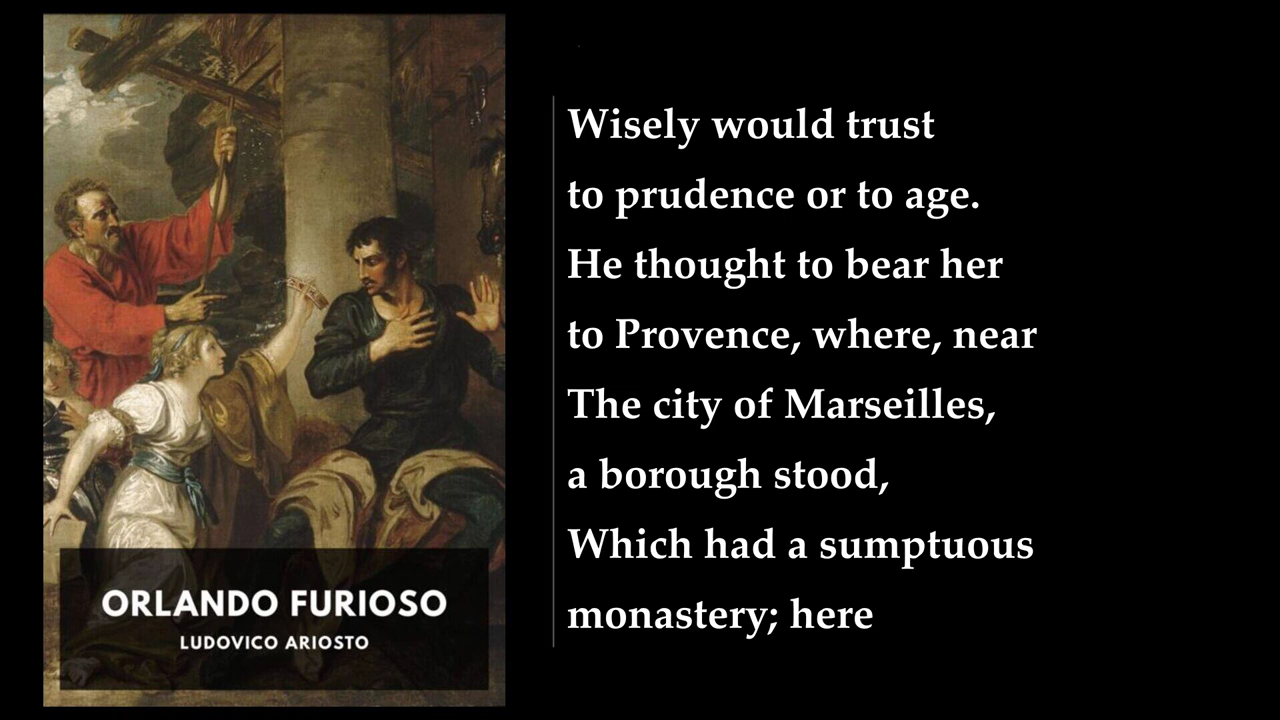 ORLANDO FURIOSO
LUDOVICO ARIOSTO
Wisely would trust
to prudence or to age.
He thought to bear her
to Provence, where, near
The city of Marseilles,
a borough stood,
Which had a sumptuous
monastery; here